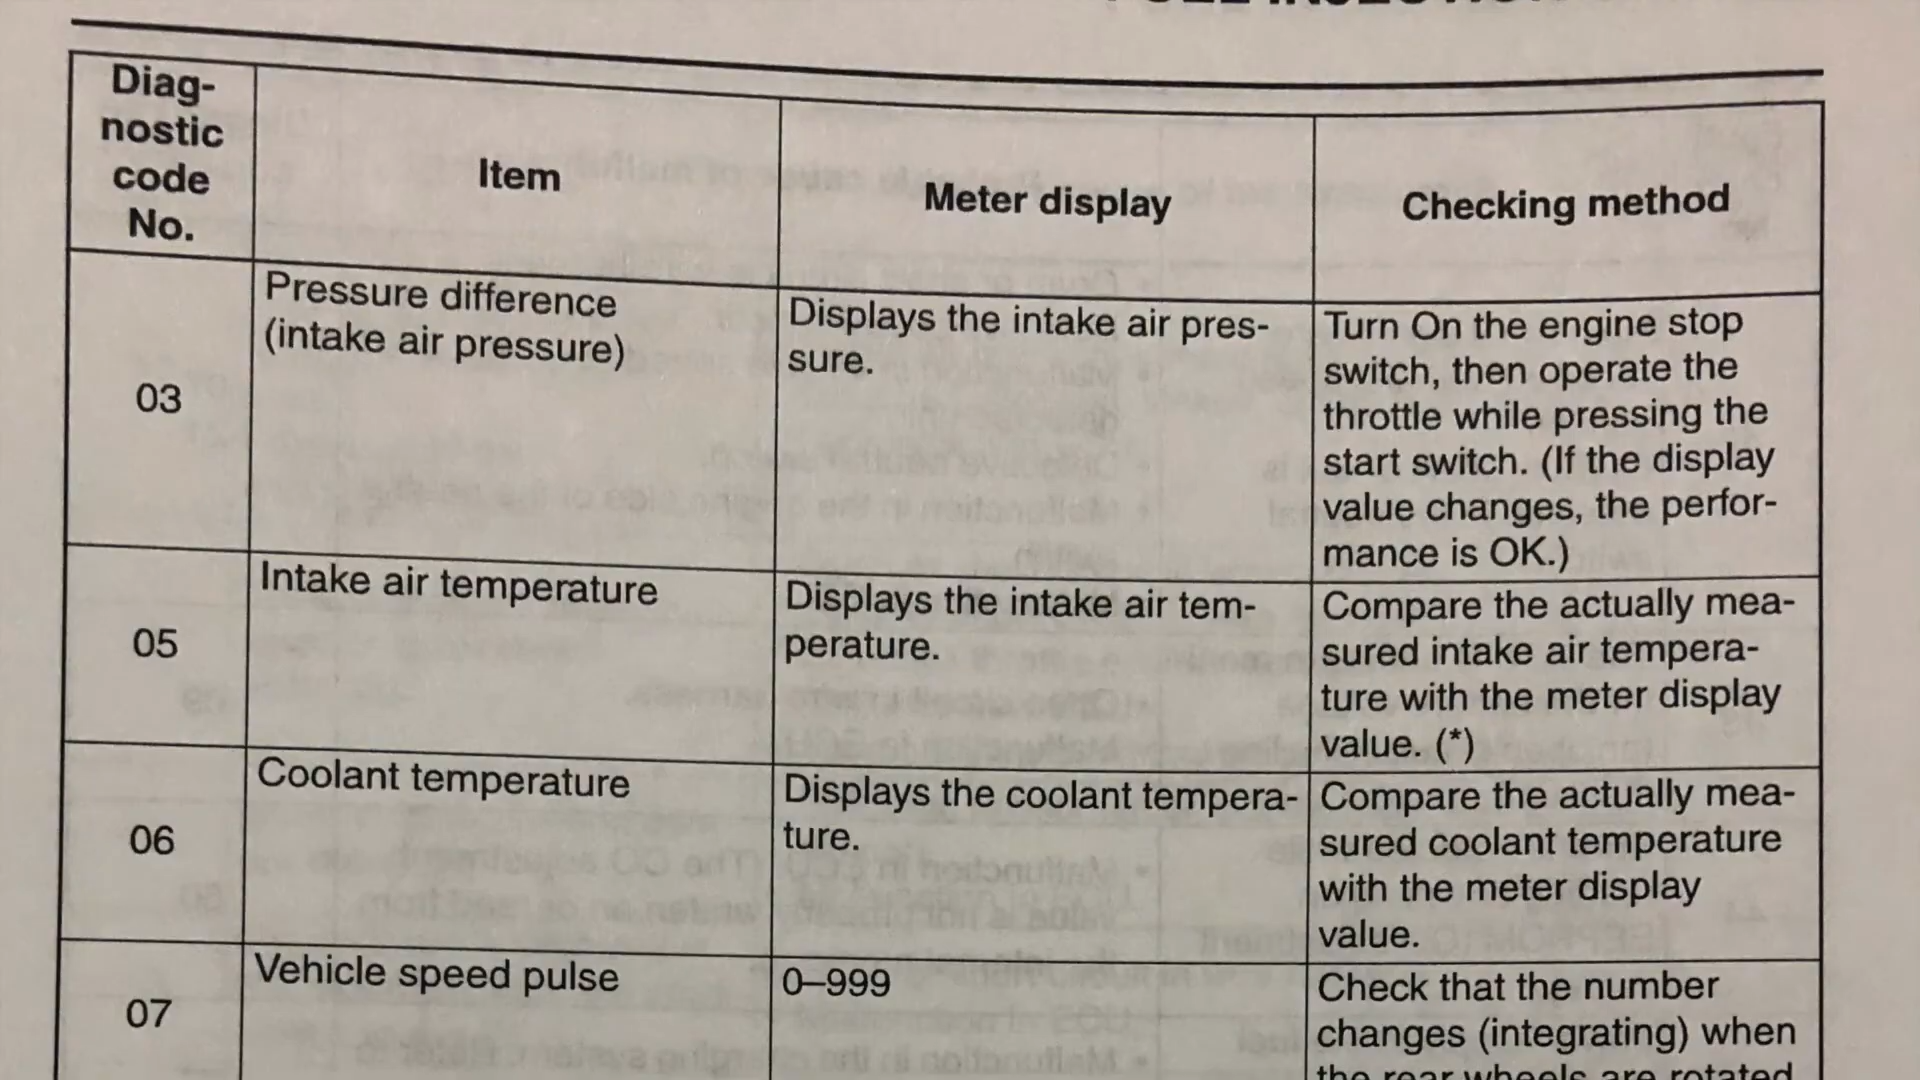 Diag-
nostic
code
No.
Item
Meter display
Checking method
03
Pressure difference
(intake air pressure)
Displays the intake air pres-
sure.
Turn On the engine stop
switch, then operate the
throttle while pressing the
start switch. (If the display
value changes, the perfor-
mance is OK.)
05
Intake air temperature
Displays the intake air tem-
perature.
Compare the actually mea-
sured intake air tempera-
ture with the meter display
value. (*)
06
Coolant temperature
Displays the coolant tempera-
ture.
Compare the actually mea-
sured coolant temperature
with the meter display
value.
07
Vehicle speed pulse
0–999
Check that the number
changes (integrating) when
the rear wheels are rotated